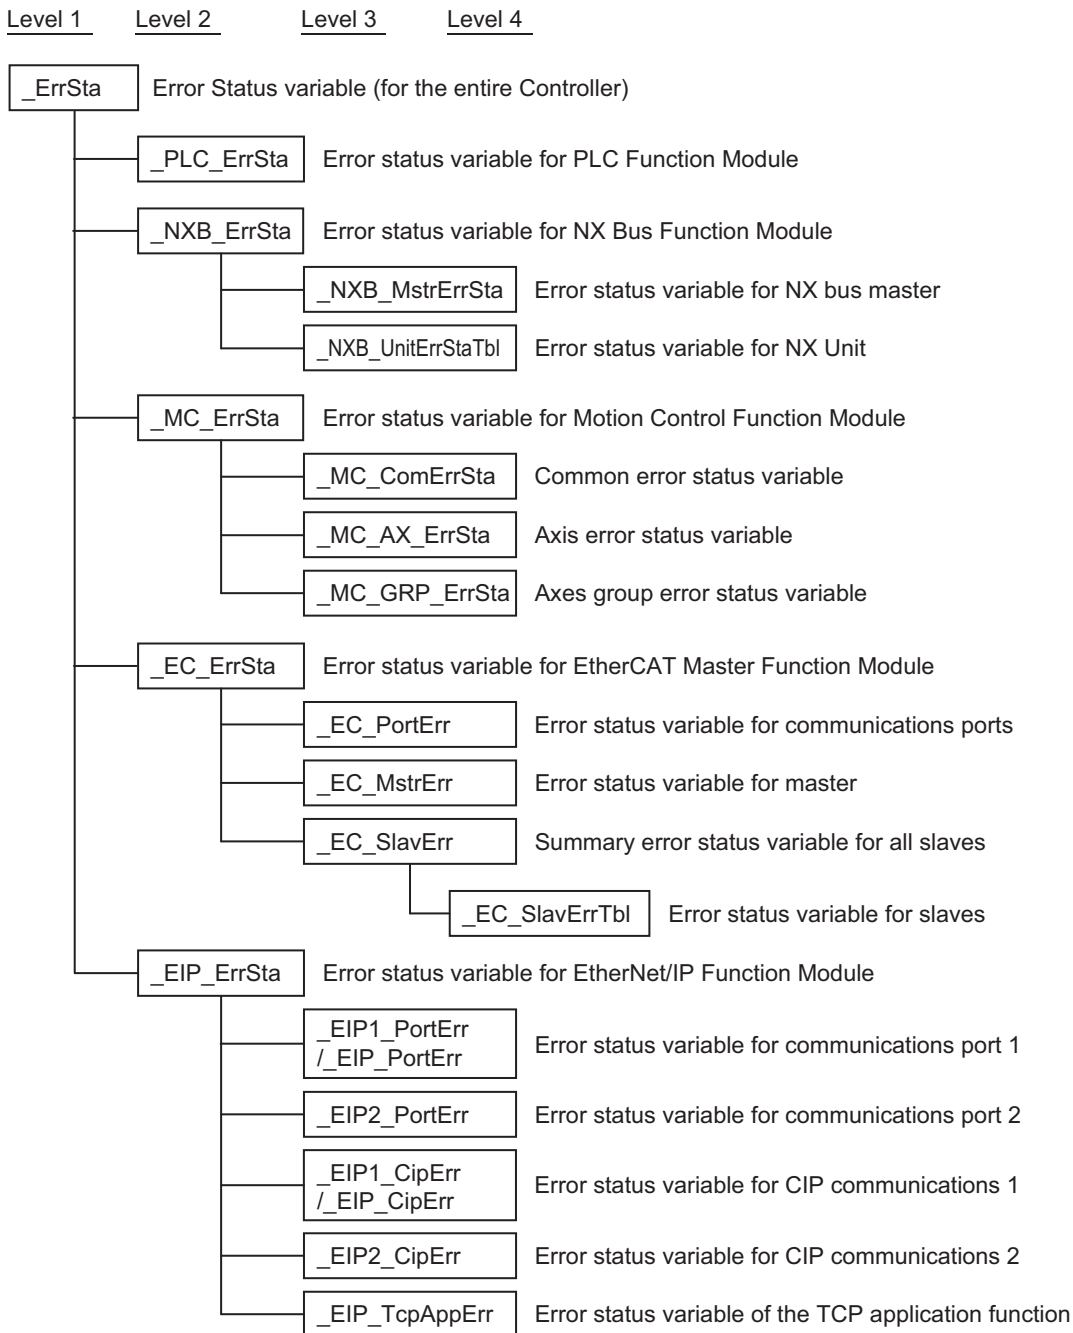 Level 1 Level 2 Level 3 Level 4
_ErrSta Error Status variable (for the entire Controller)
_PLC_ErrSta Error status variable for PLC Function Module
_NXB_ErrSta Error status variable for NX Bus Function Module
_NXB_MstrErrSta Error status variable for NX bus master
_NXB_UnitErrStaTbl Error status variable for NX Unit
_MC_ErrSta Error status variable for Motion Control Function Module
_MC_ComErrSta Common error status variable
_MC_AX_ErrSta Axis error status variable
_MC_GRP_ErrSta Axes group error status variable
_EC_ErrSta Error status variable for EtherCAT Master Function Module
_EC_PortErr Error status variable for communications ports
_EC_MstrErr Error status variable for master
_EC_SlavErr Summary error status variable for all slaves
_EC_SlavErrTbl Error status variable for slaves
_EIP_ErrSta Error status variable for EtherNet/IP Function Module
_EIP1_PortErr
/_EIP_PortErr Error status variable for communications port 1
_EIP2_PortErr Error status variable for communications port 2
_EIP1_CipErr
/_EIP_CipErr Error status variable for CIP communications 1
_EIP2_CipErr Error status variable for CIP communications 2
_EIP_TcpAppErr Error status variable of the TCP application function